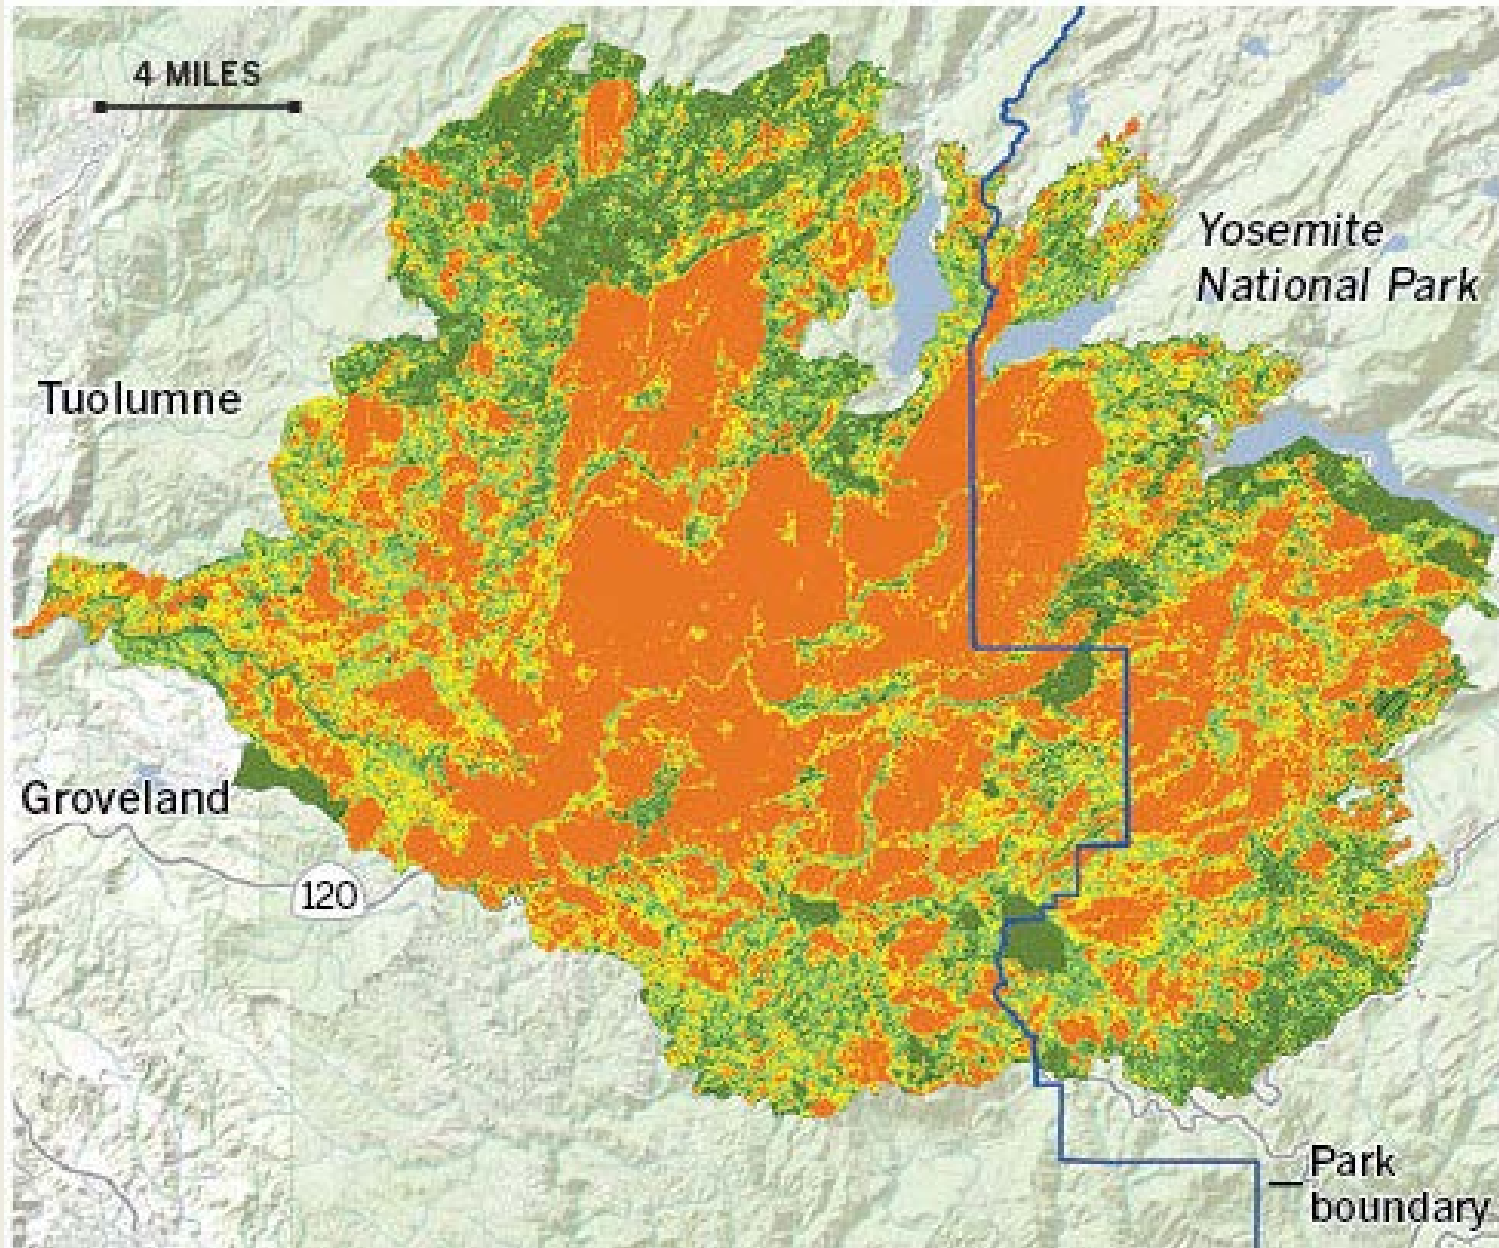 4 MILES
Yosemite
National Park
Tuolumne
Groveland
120
Park
boundary